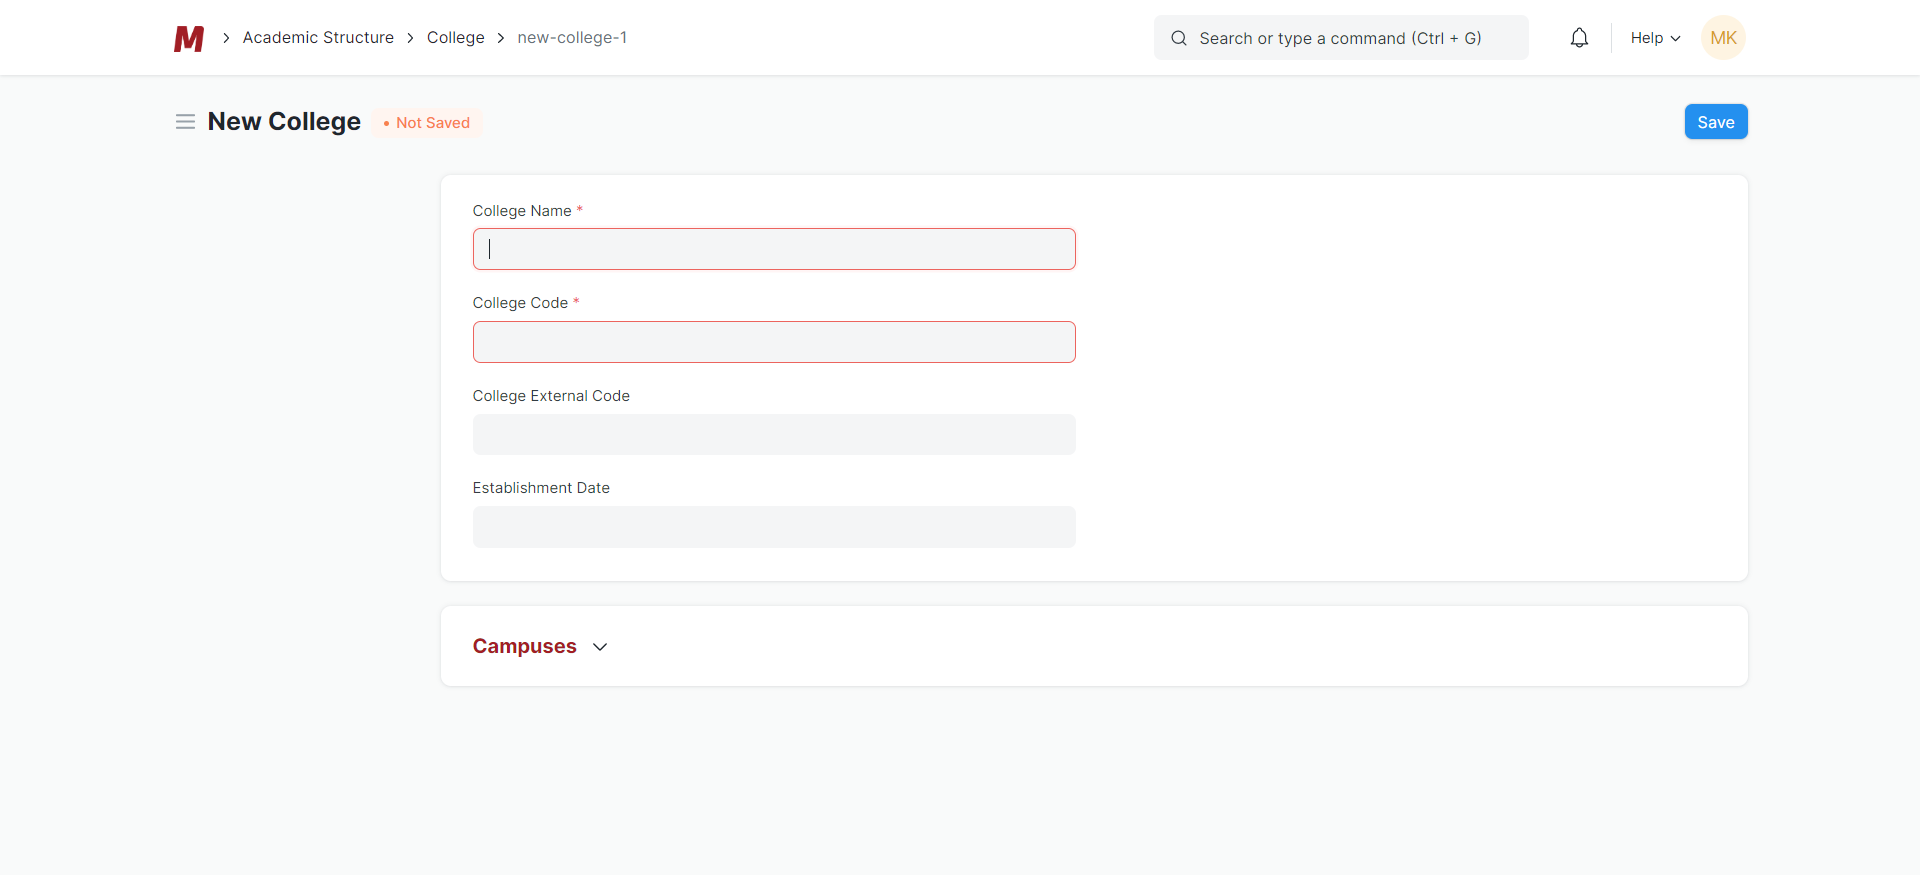 M Academic Structure College new-college-1 Search or type a command (Ctrl + G) Help MK
New College • Not Saved Save
College Name *
College Code *
College External Code
Establishment Date
Campuses